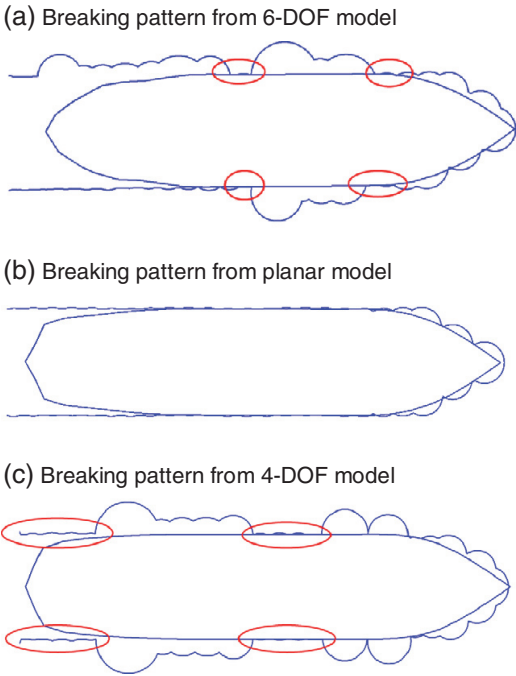 (a) Breaking pattern from 6-DOF model
(b) Breaking pattern from planar model
(c) Breaking pattern from 4-DOF model